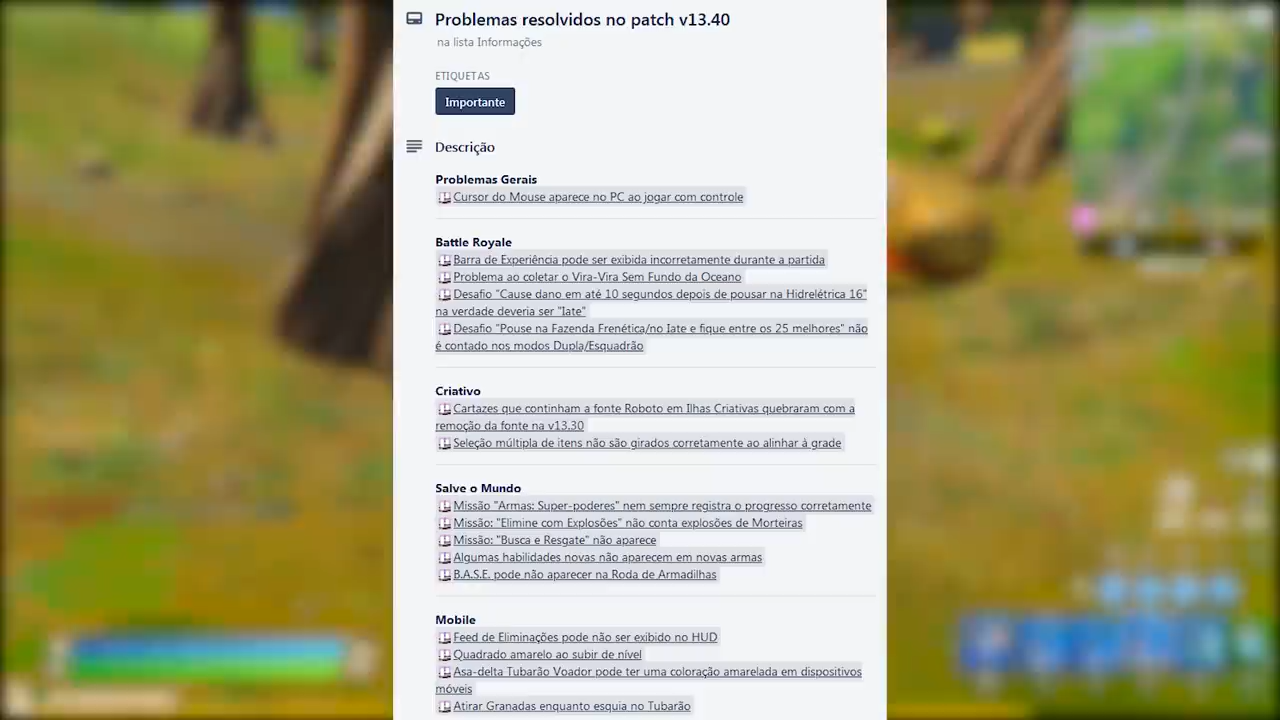 Problemas resolvidos no patch v13.40
na lista Informações
ETIQUETAS
Importante
Descrição
Problemas Gerais
Cursor do Mouse aparece no PC ao jogar com controle
Battle Royale
Barra de Experiência pode ser exibida incorretamente durante a partida
Problema ao coletar o Vira-Vira Sem Fundo da Oceano
Desafio "Cause dano em até 10 segundos depois de pousar na Hidrelétrica 16"
na verdade deveria ser "Iate"
Desafio "Pouse na Fazenda Frenética/no Iate e fique entre os 25 melhores" não
é contado nos modos Dupla/Esquadrão
Criativo
Cartazes que continham a fonte Roboto em Ilhas Criativas quebraram com a
remoção da fonte na v13.30
Seleção múltipla de itens não são girados corretamente ao alinhar à grade
Salve o Mundo
Missão "Armas: Super-poderes" nem sempre registra o progresso corretamente
Missão: "Elimine com Explosões" não conta explosões de Morteiras
Missão: "Busca e Resgate" não aparece
Algumas habilidades novas não aparecem em novas armas
B.A.S.E. pode não aparecer na Roda de Armadilhas
Mobile
Feed de Eliminações pode não ser exibido no HUD
Quadrado amarelo ao subir de nível
Asa-delta Tubarão Voador pode ter uma coloração amarelada em dispositivos
móveis
Atirar Granadas enquanto esquia no Tubarão